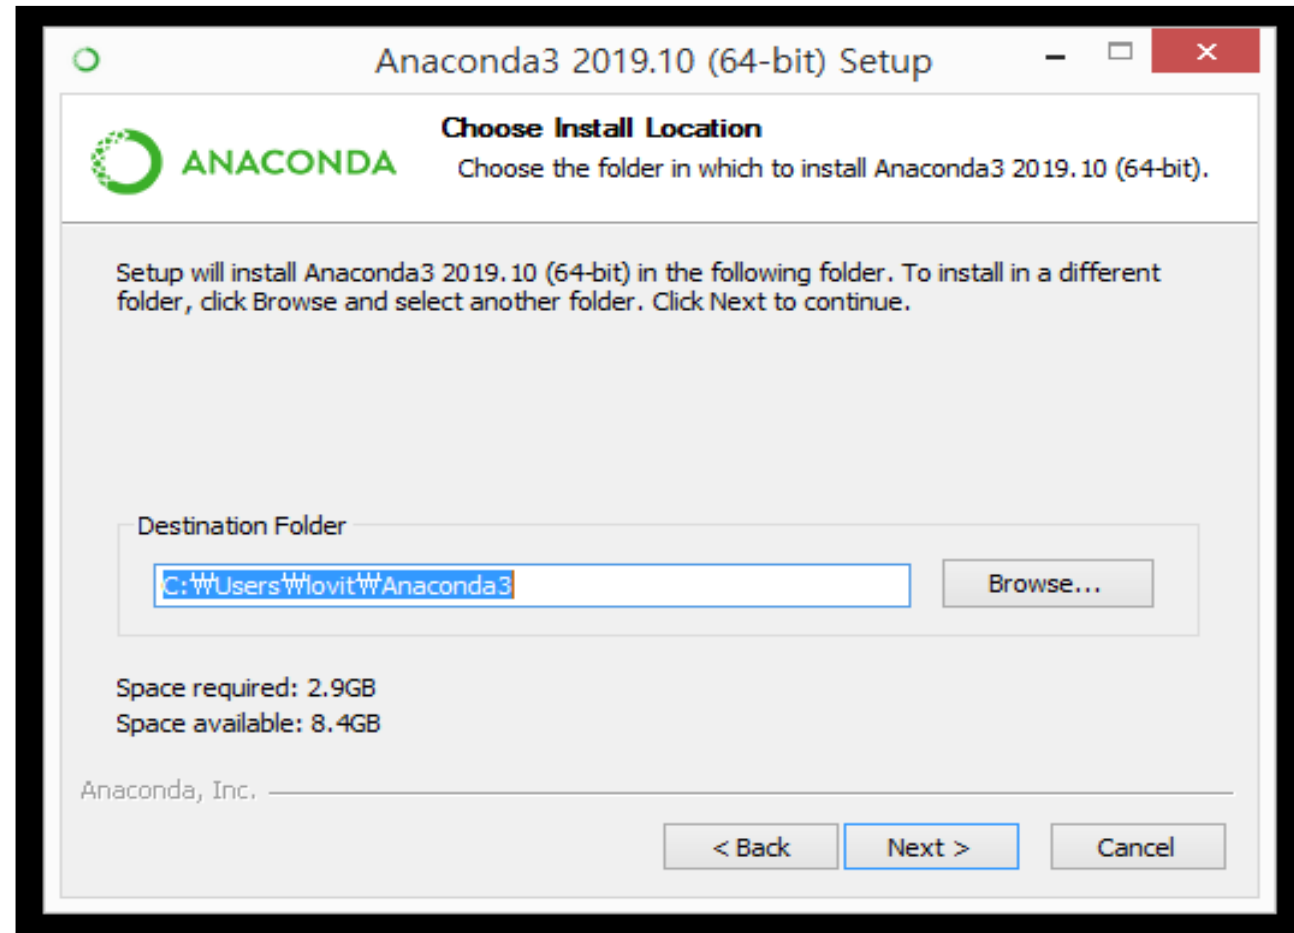 Anaconda3 2019.10 (64-bit) Setup
ANACONDA
Choose Install Location
Choose the folder in which to install Anaconda3 2019.10 (64-bit).
Setup will install Anaconda3 2019.10 (64-bit) in the following folder. To install in a different
folder, click Browse and select another folder. Click Next to continue.
Destination Folder
C:₩Users₩lovit₩Anaconda3
Browse...
Space required: 2.9GB
Space available: 8.4GB
Anaconda, Inc.
< Back
Next >
Cancel